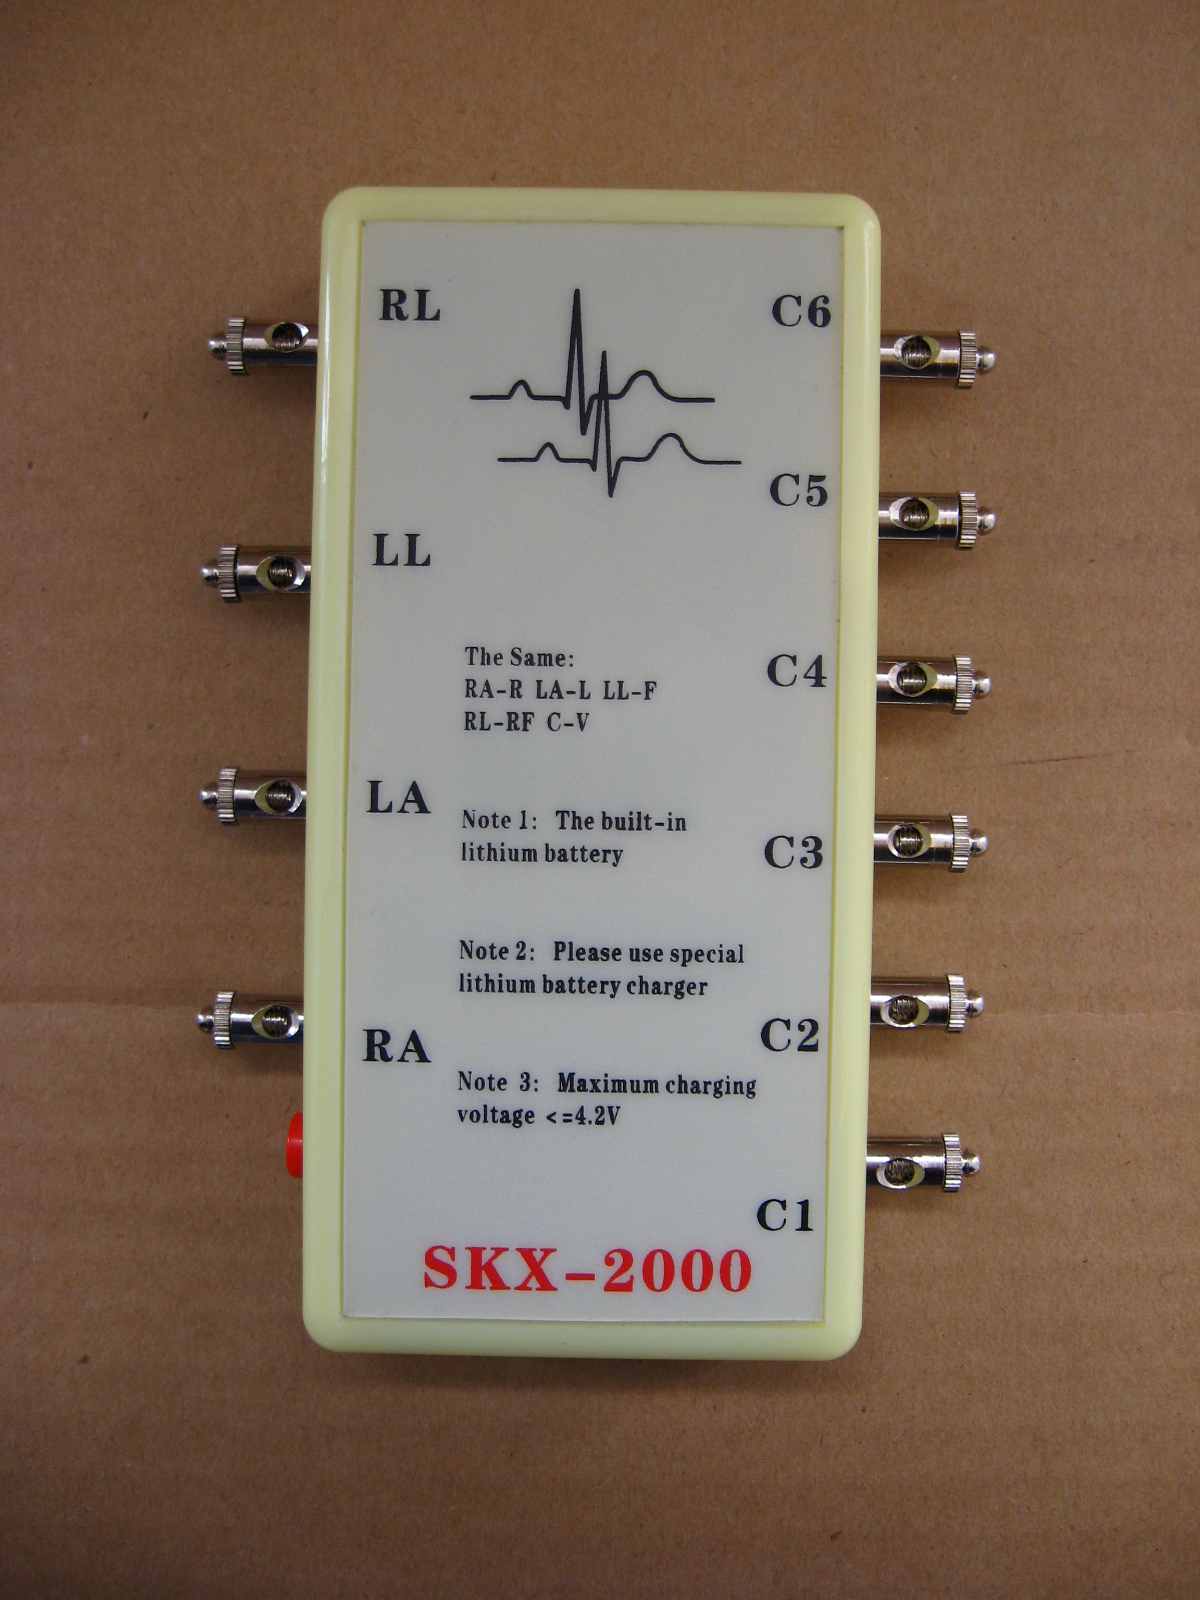 RL
C6
C5
LL
The Same:
RA-R LA-L LL-F
RL-RF C-V
C4
LA
Note 1: The built-in
lithium battery
C3
Note 2: Please use special
lithium battery charger
C2
RA
Note 3: Maximum charging
voltage <=4.2V
C1
SKX-2000